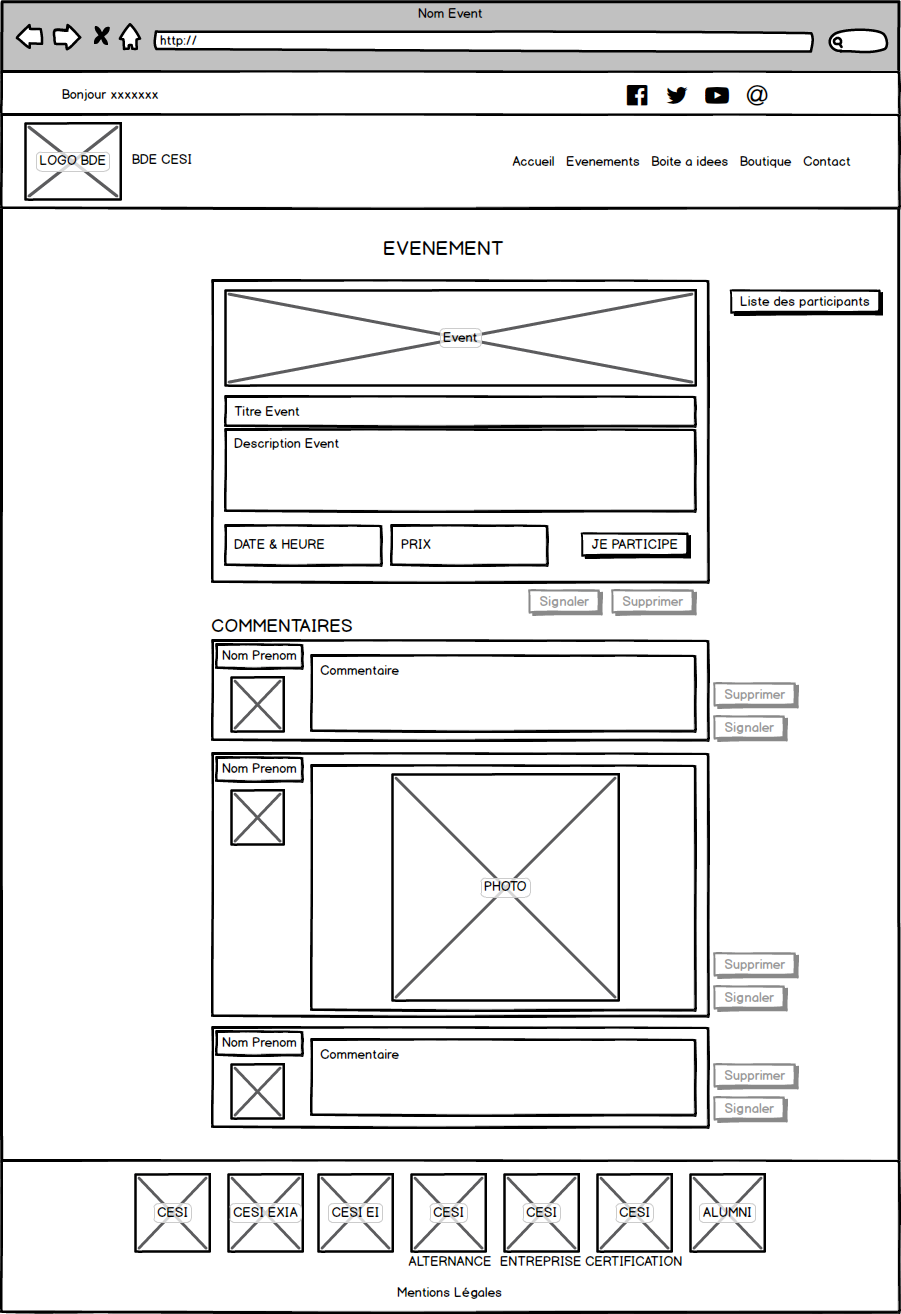 Nom Event
http://
Bonjour xxxxxxx
@
LOGO BDE
BDE CESI
Accueil Evenements Boite a idees Boutique Contact
EVENEMENT
Liste des participants
Event
Titre Event
Description Event
DATE & HEURE
PRIX
JE PARTICIPE
Signaler
Supprimer
COMMENTAIRES
Nom Prenom
Commentaire
Supprimer
Signaler
Nom Prenom
PHOTO
Supprimer
Signaler
Nom Prenom
Commentaire
Supprimer
Signaler
CESI
CESI EXIA
CESI EI
CESI
CESI
CESI
ALUMNI
ALTERNANCE
ENTREPRISE
CERTIFICATION
Mentions Légales